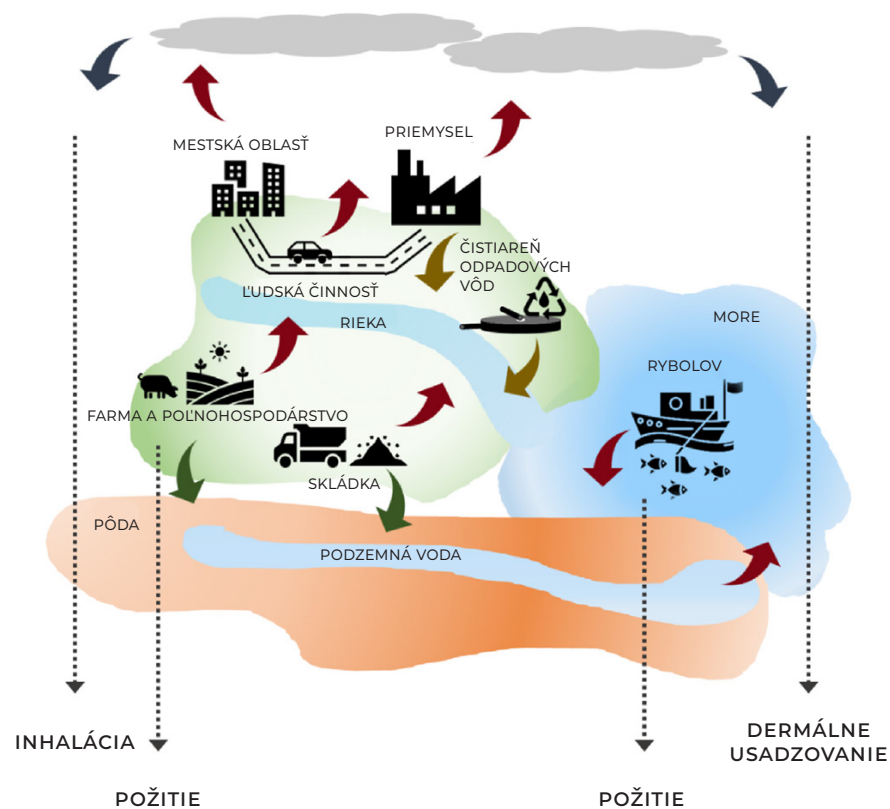 PRIEMYSEL
MESTSKÁ OBLASŤ
ČISTIAREŇ
ODPADOVÝCH
VÔD
ĽUDSKÁ ČINNOSŤ
RIEKA
MORE
RYBOLOV
FARMA A POĽNOHOSPODÁRSTVO
SKLÁDKA
PÔDA
PODZEMNÁ VODA
INHALÁCIA
DERMÁLNE
USADZOVANIE
POŽITIE
POŽITIE